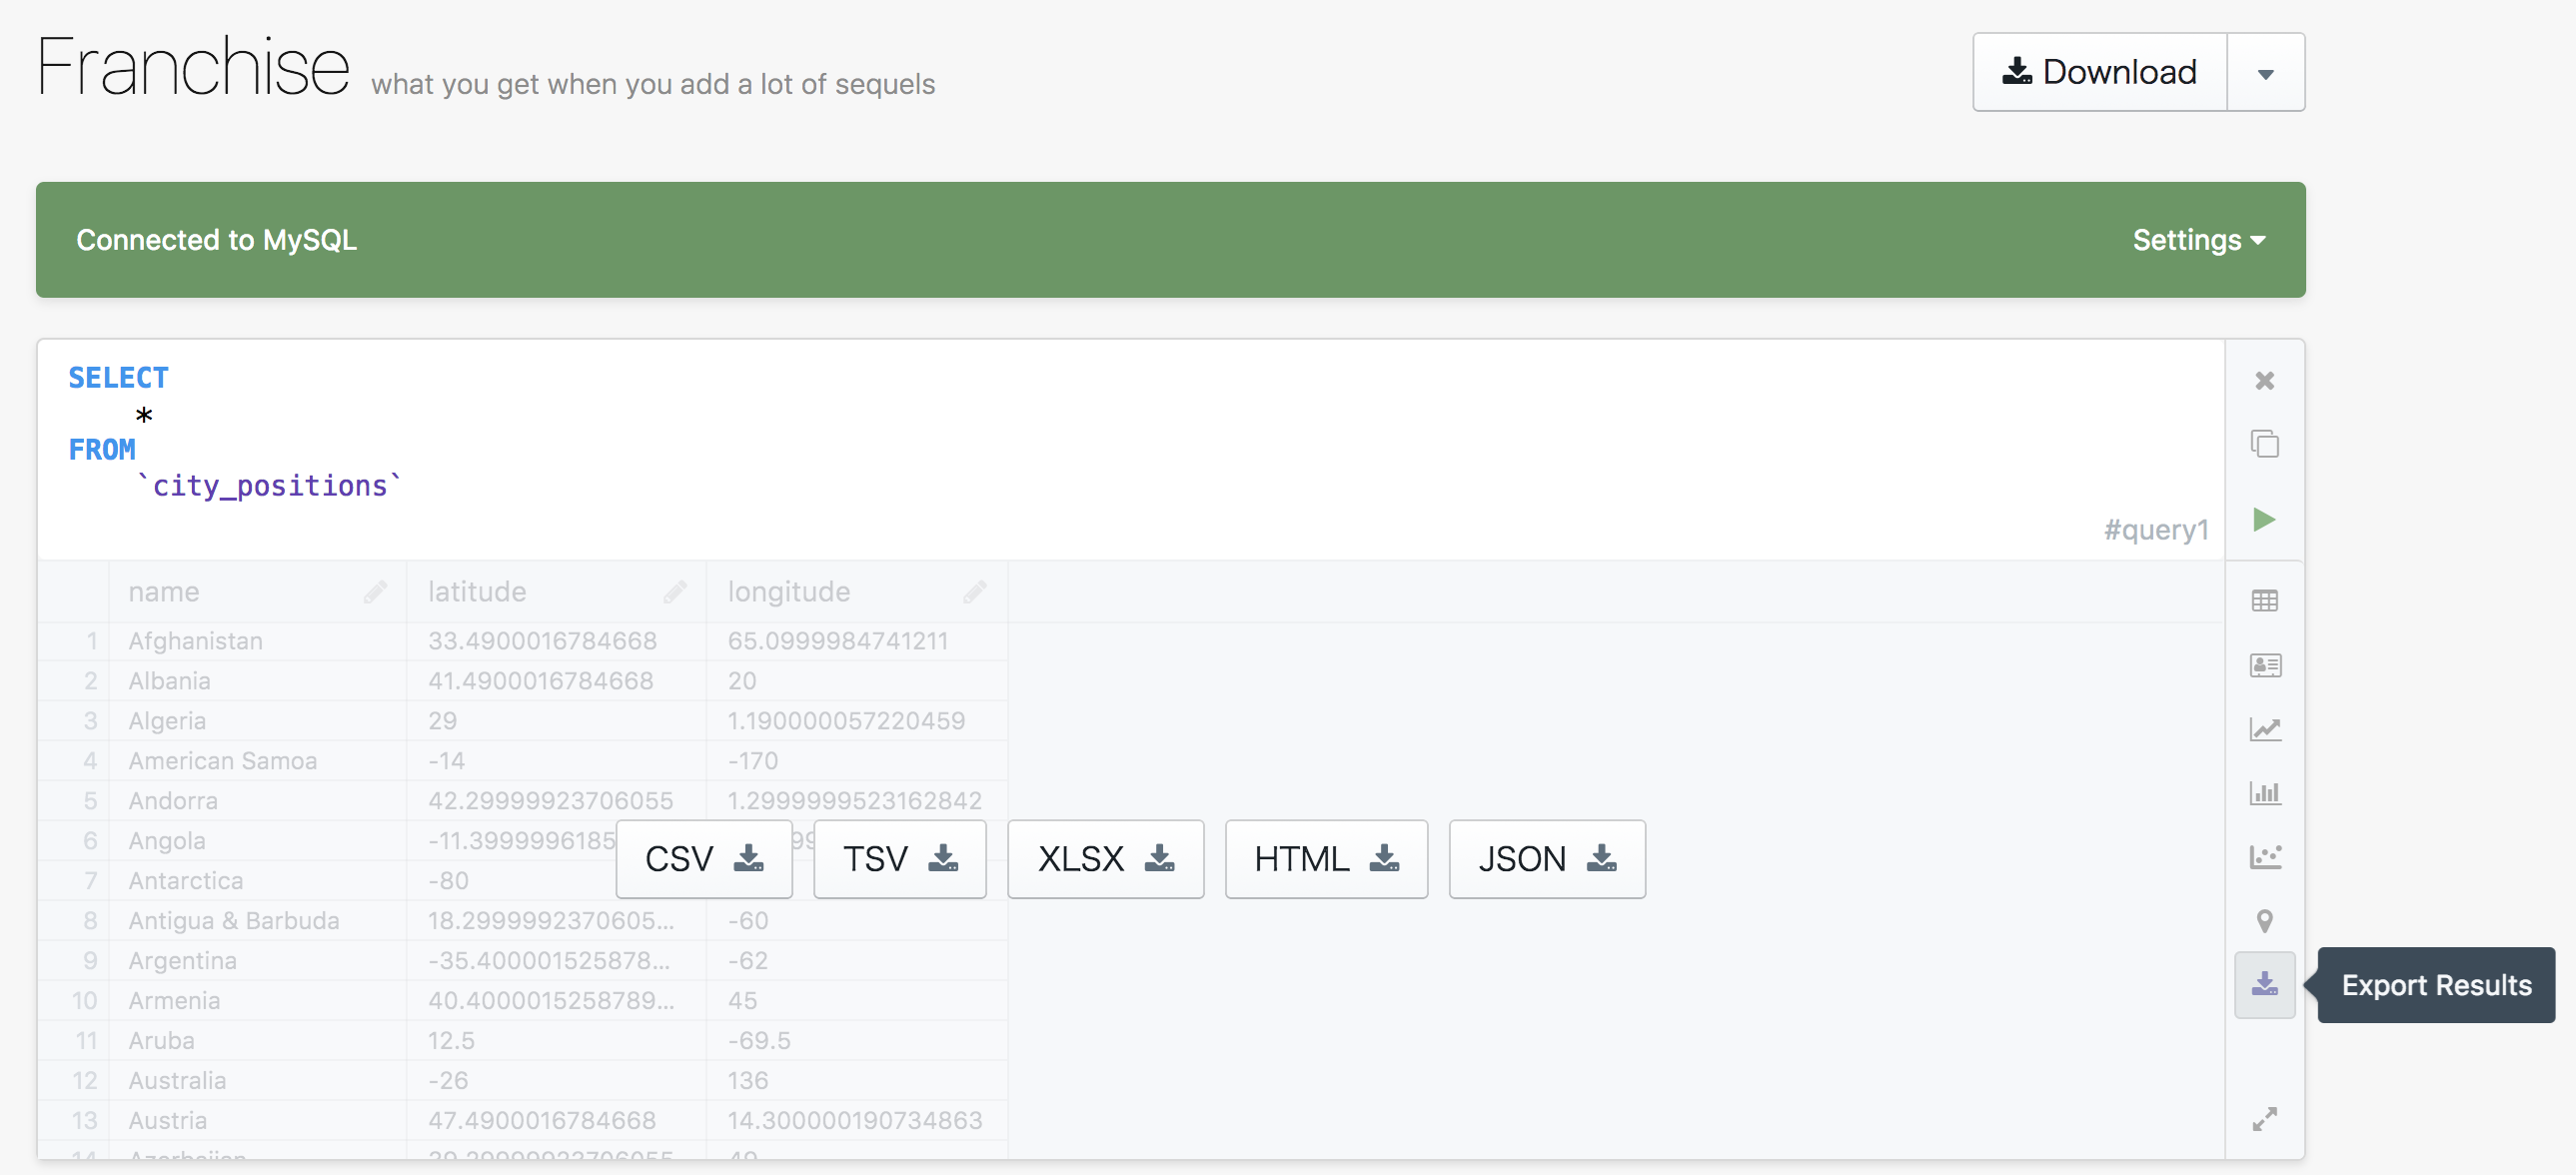 Franchise what you get when you add a lot of sequels
Download
Connected to MySQL
Settings
SELECT
*
FROM
`city_positions`
#query1
name latitude longitude
1 Afghanistan 33.4900016784668 65.0999984741211
2 Albania 41.4900016784668 20
3 Algeria 29 1.190000057220459
4 American Samoa -14 -170
5 Andorra 42.29999923706055 1.2999999523162842
6 Angola -11.3999996185
CSV TSV XLSX HTML JSON
7 Antarctica -80
8 Antigua & Barbuda 18.2999992370605... -60
9 Argentina -35.400001525878... -62
Export Results
10 Armenia 40.4000015258789... 45
11 Aruba 12.5 -69.5
12 Australia -26 136
13 Austria 47.4900016784668 14.300000190734863
14 Azerbaijan 39.29999923706055 49